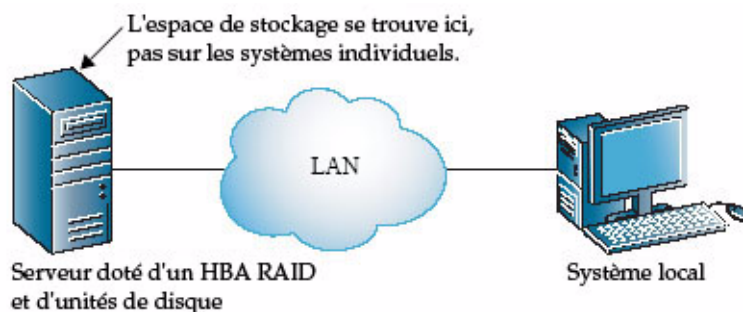 L'espace de stockage se trouve ici,
pas sur les systèmes individuels.
LAN
Serveur doté d'un HBA RAID
et d'unités de disque
Système local